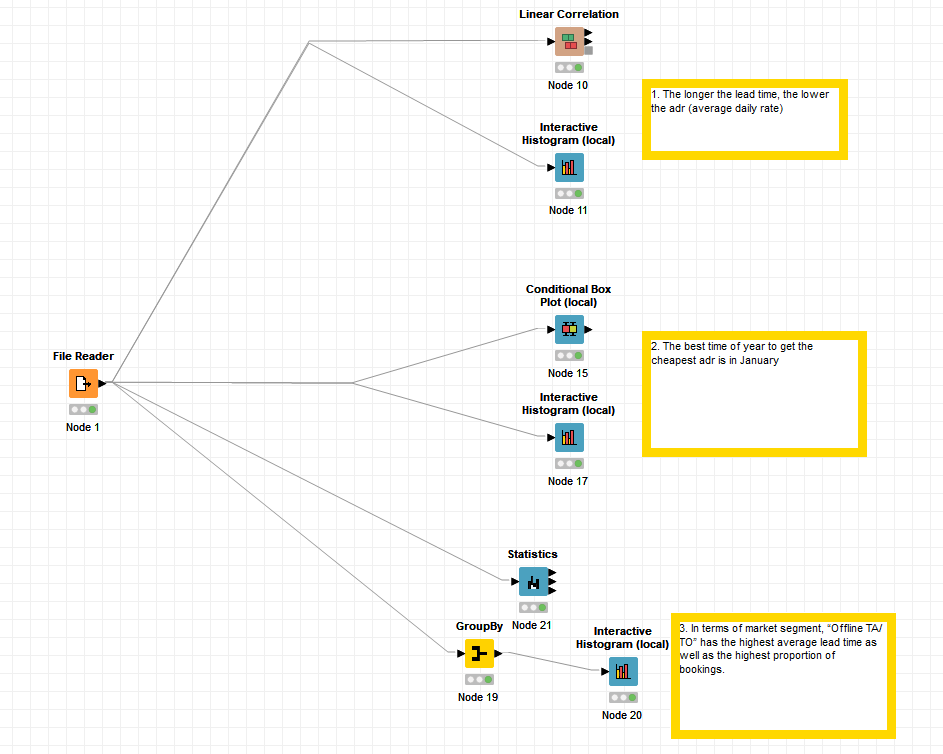 Linear Correlation
Node 10
1. The longer the lead time, the lower
the adr (average daily rate)
Interactive
Histogram (local)
Node 11
Conditional Box
Plot (local)
Node 15
2. The best time of year to get the
cheapest adr is in January
File Reader
Node 1
Interactive
Histogram (local)
Node 17
Statistics
Node 21
GroupBy
Node 19
Interactive
Histogram (local)
Node 20
3. In terms of market segment, “Offline TA/
TO” has the highest average lead time as
well as the highest proportion of
bookings.